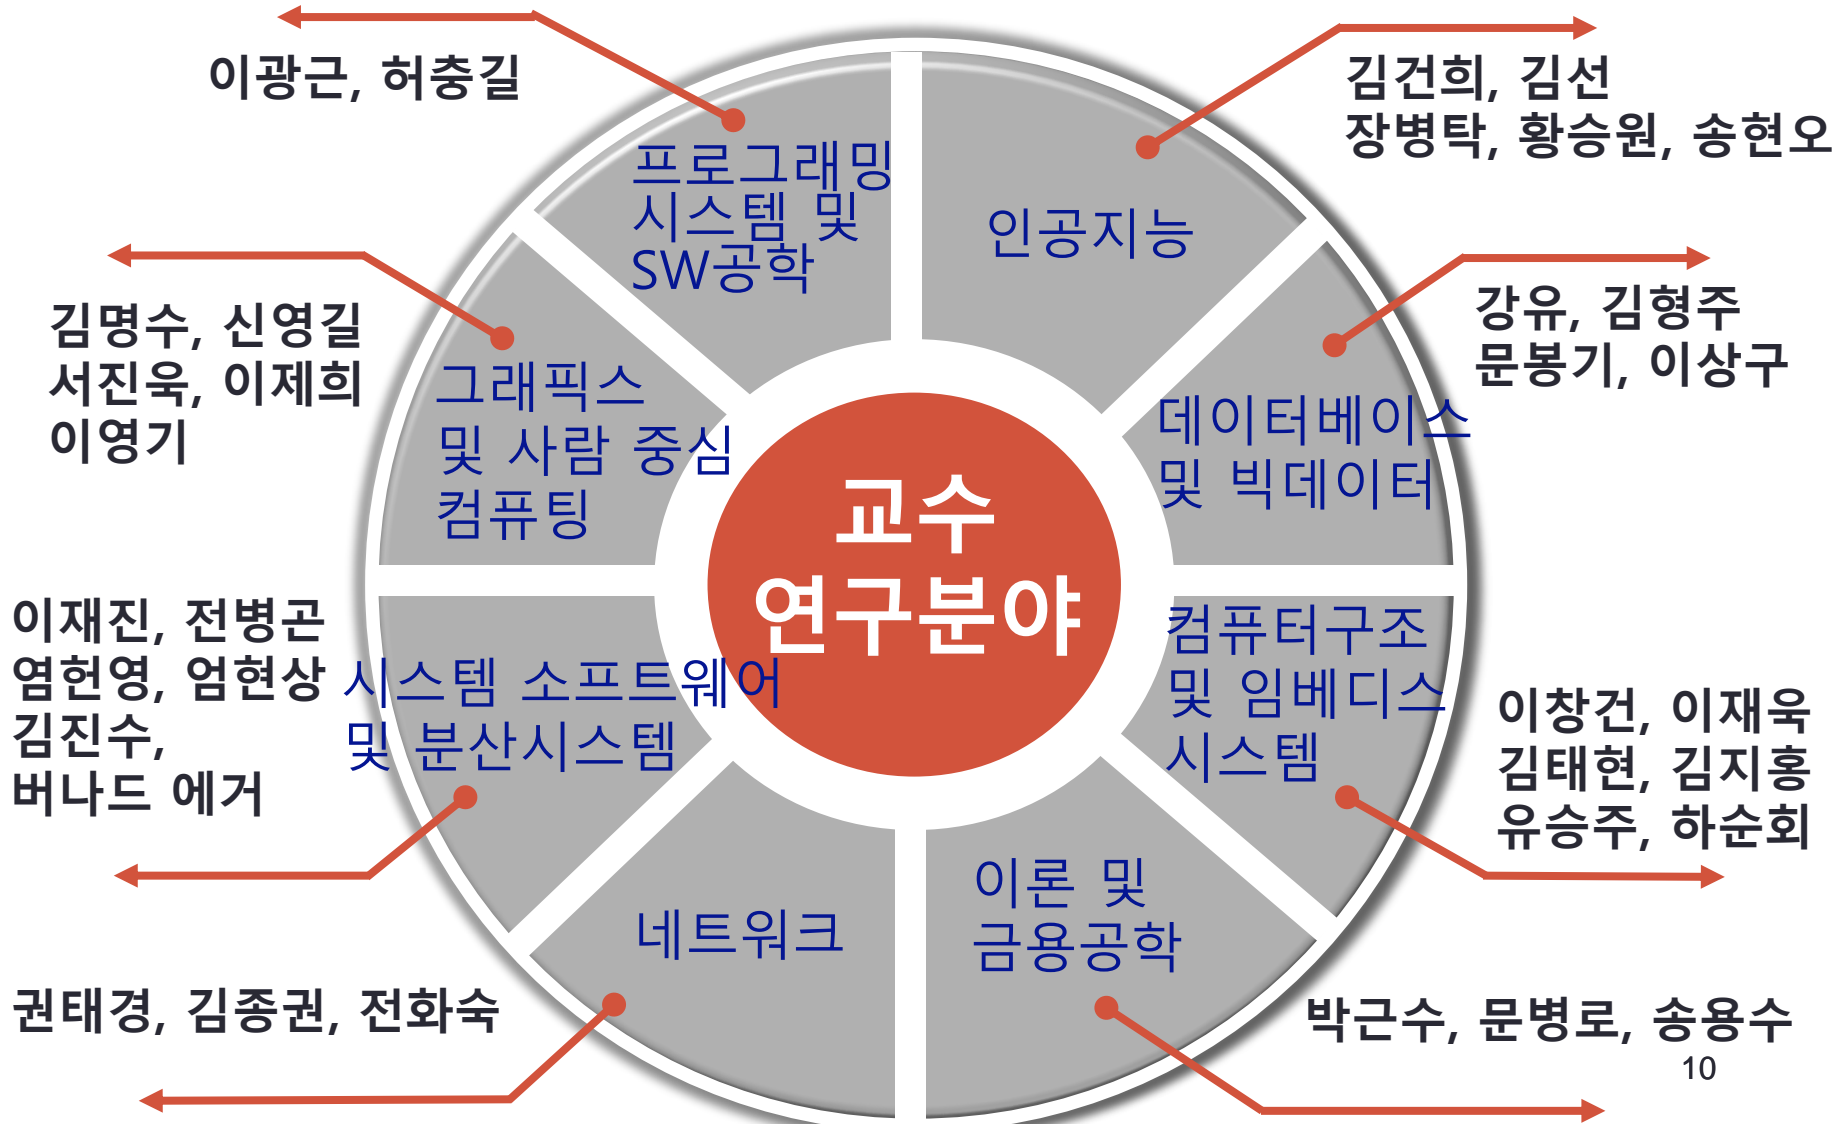 이광근, 허충길
김건희, 김선
장병탁, 황승원, 송현오
프로그래밍
시스템 및
SW공학
인공지능
김명수, 신영길
서진욱, 이제희
이영기
강유, 김형주
문봉기, 이상구
그래픽스
및 사람 중심
컴퓨팅
데이터베이스
및 빅데이터
교수
연구분야
이재진, 전병곤
염헌영, 엄현상
김진수,
버나드 에거
시스템 소프트웨어
및 분산시스템
컴퓨터구조
및 임베디스
시스템
이창건, 이재욱
김태현, 김지홍
유승주, 하순회
네트워크
이론 및
금용공학
권태경, 김종권, 전화숙
박근수, 문병로, 송용수
10